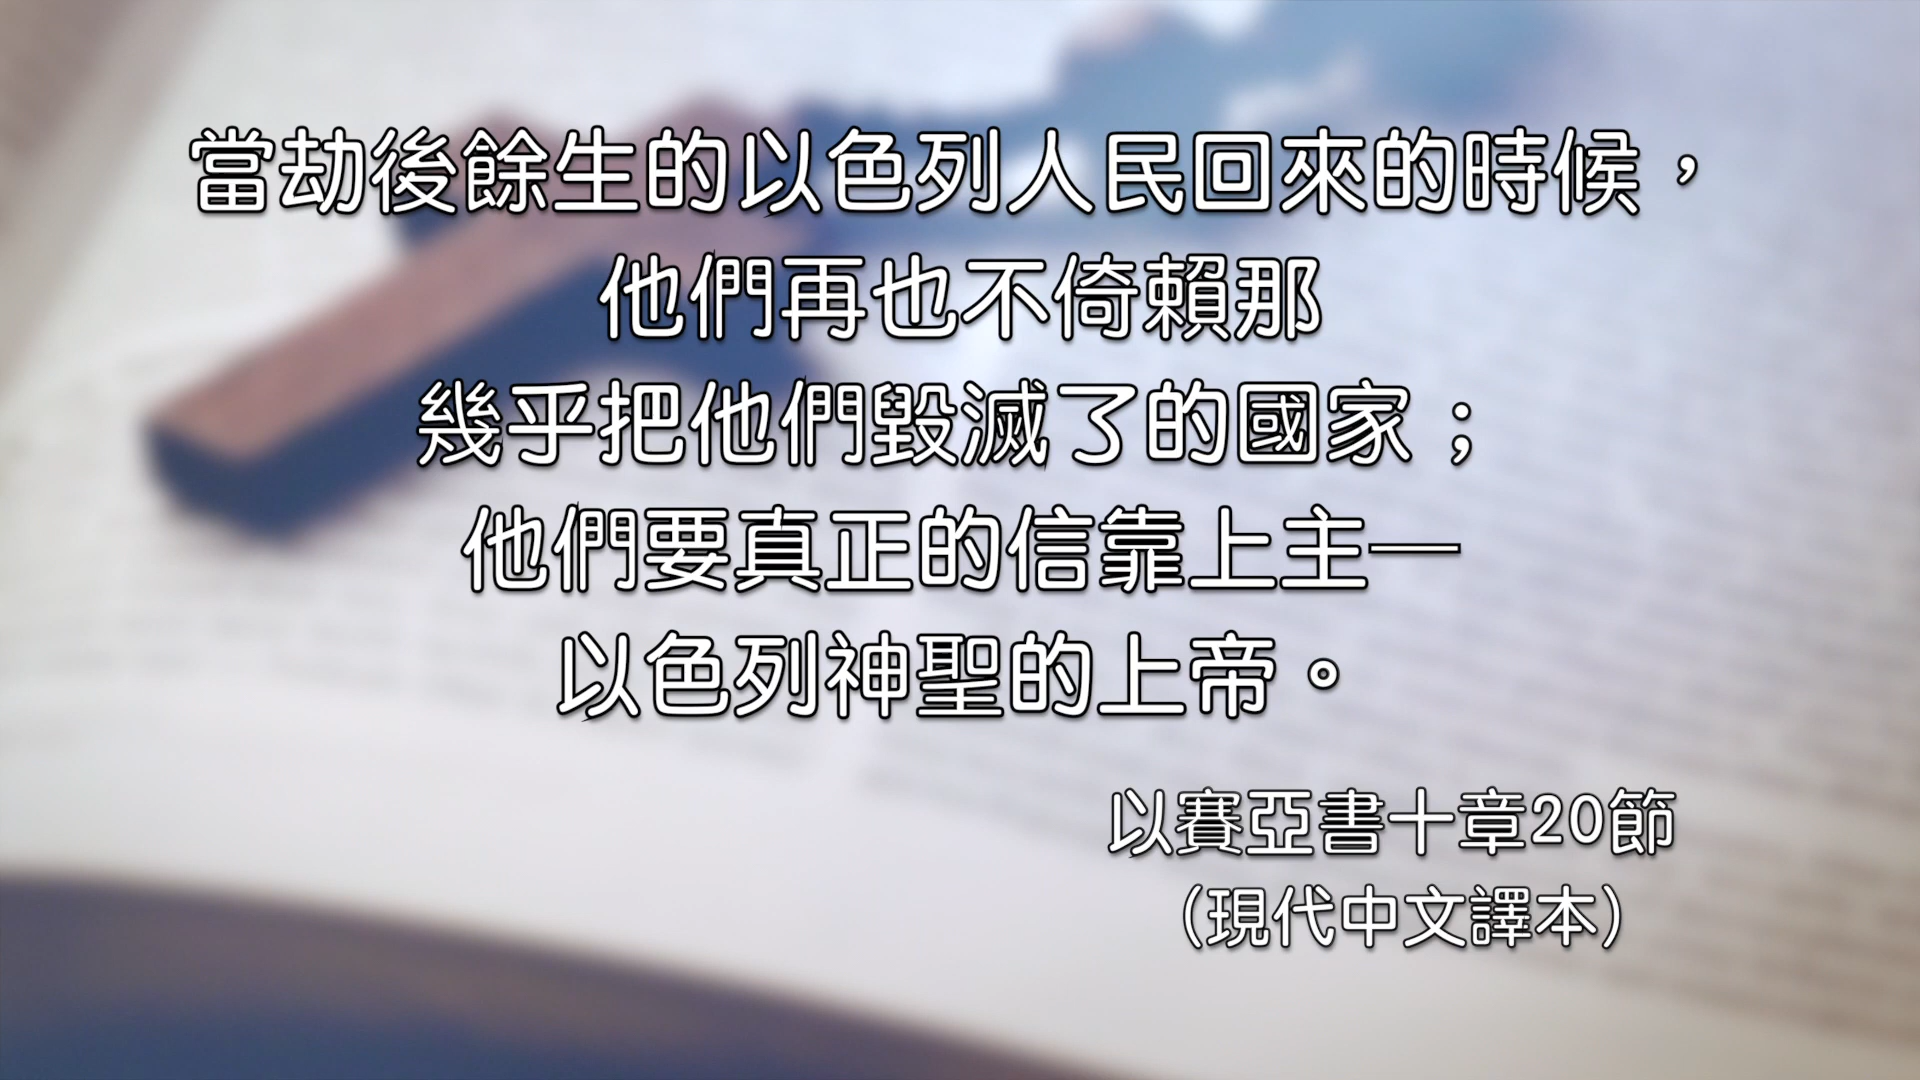 當劫後餘生的以色列人民回來的時候，
他們再也不倚賴那
幾乎把他們毀滅了的國家；
他們要真正的信靠上主—
以色列神聖的上帝。
以賽亞書十章20節
（現代中文譯本）